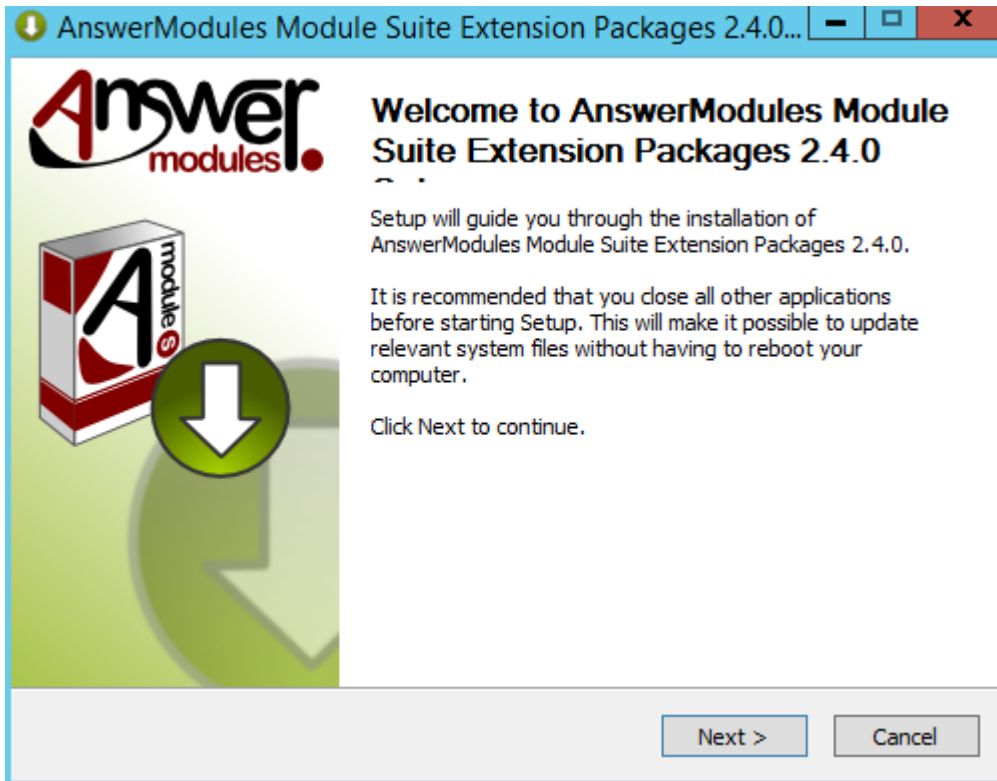 AnswerModules Module Suite Extension Packages 2.4.0...
Answer
modules
Welcome to AnswerModules Module
Suite Extension Packages 2.4.0
Setup will guide you through the installation of
AnswerModules Module Suite Extension Packages 2.4.0.
It is recommended that you close all other applications
before starting Setup. This will make it possible to update
relevant system files without having to reboot your
computer.
Click Next to continue.
A
module s
Next >
Cancel